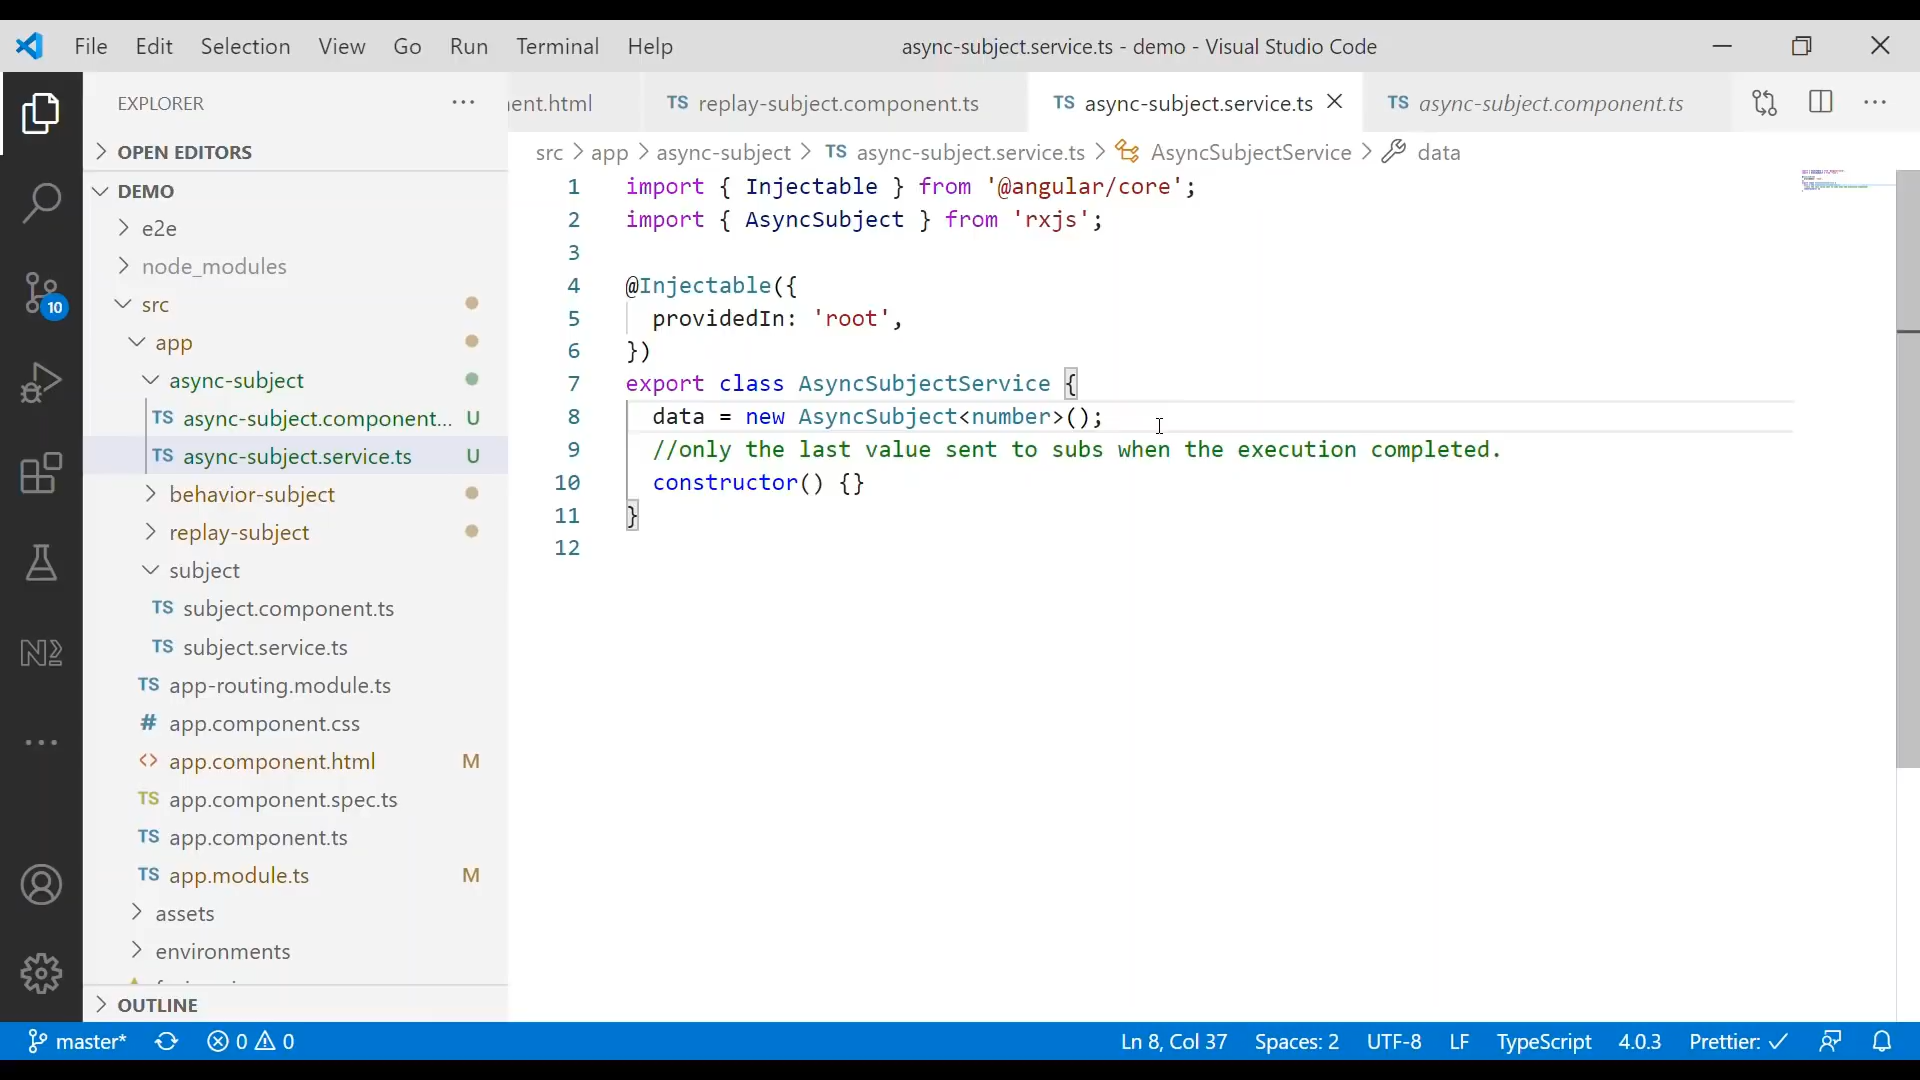 File Edit Selection View Go Run Terminal Help
async-subject.service.ts - demo - Visual Studio Code
EXPLORER ···
ent.html
TS replay-subject.component.ts
TS async-subject.service.ts
TS async-subject.component.ts
src > app > async-subject > TS async-subject.service.ts > AsyncSubjectService > data
OPEN EDITORS
DEMO
e2e
node_modules
src
app
async-subject
TS async-subject.component... U
TS async-subject.service.ts U
behavior-subject
replay-subject
subject
TS subject.component.ts
TS subject.service.ts
TS app-routing.module.ts
# app.component.css
<> app.component.html M
TS app.component.spec.ts
TS app.component.ts
TS app.module.ts M
assets
environments
OUTLINE
10
1 import { Injectable } from '@angular/core';
2 import { AsyncSubject } from 'rxjs';
3
4 @Injectable({
5 providedIn: 'root',
6 })
7 export class AsyncSubjectService {
8 data = new AsyncSubject<number>();
9 //only the last value sent to subs when the execution completed.
10 constructor() {}
11 }
12
master* 0 0 Ln 8, Col 37 Spaces: 2 UTF-8 LF TypeScript 4.0.3 Prettier: ✓